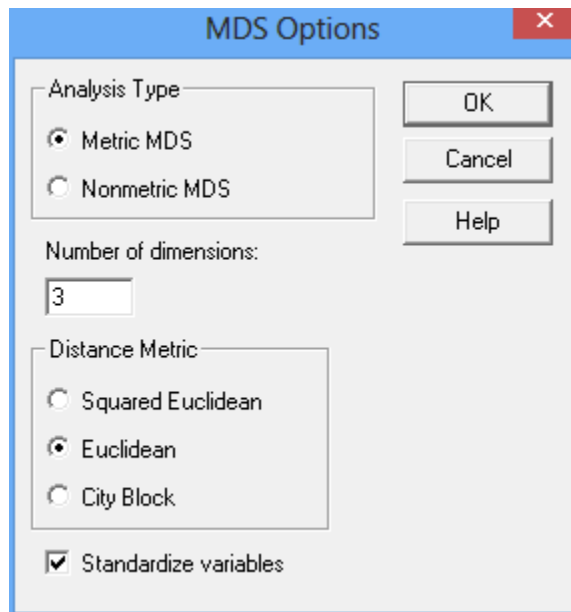 MDS Options
Analysis Type
Metric MDS
Nonmetric MDS
OK
Cancel
Help
Number of dimensions:
3
Distance Metric
Squared Euclidean
Euclidean
City Block
Standardize variables